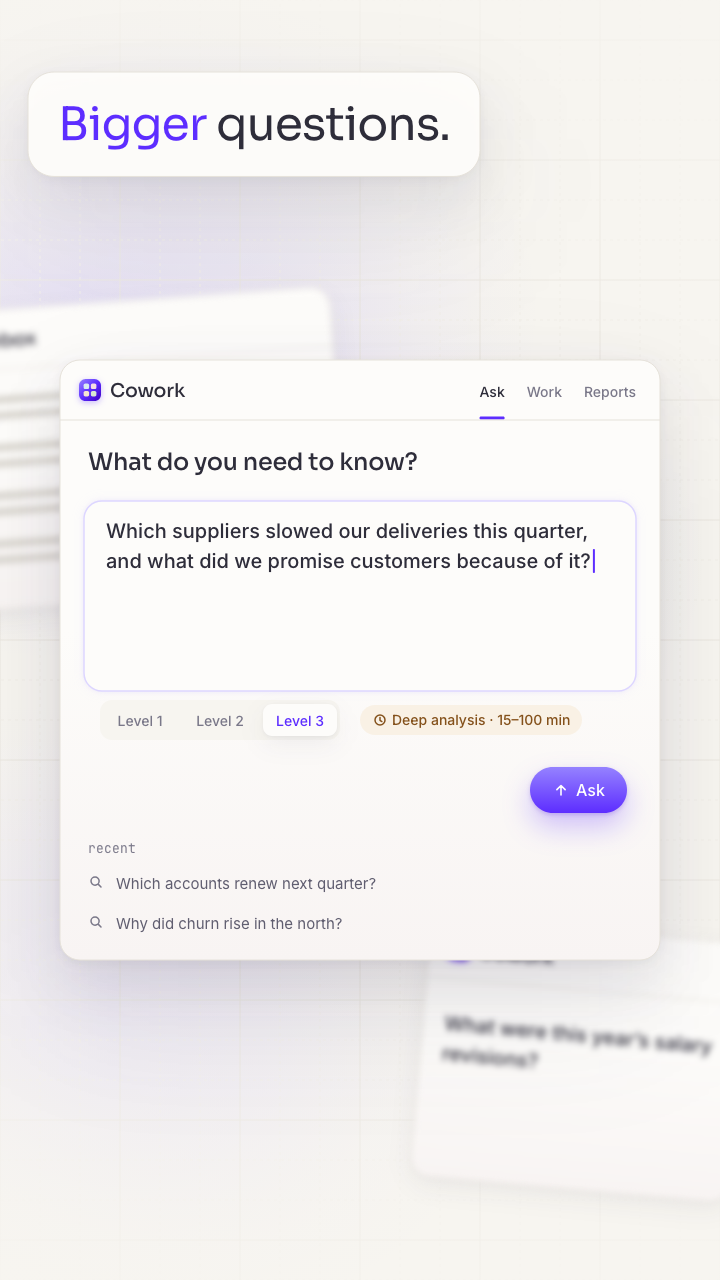 Bigger questions.
Cowork
Ask Work Reports
What do you need to know?
Which suppliers slowed our deliveries this quarter,
and what did we promise customers because of it?
Level 1 Level 2 Level 3 Deep analysis · 15–100 min
Ask
recent
Which accounts renew next quarter?
Why did churn rise in the north?
What were this year's salary
revisions?